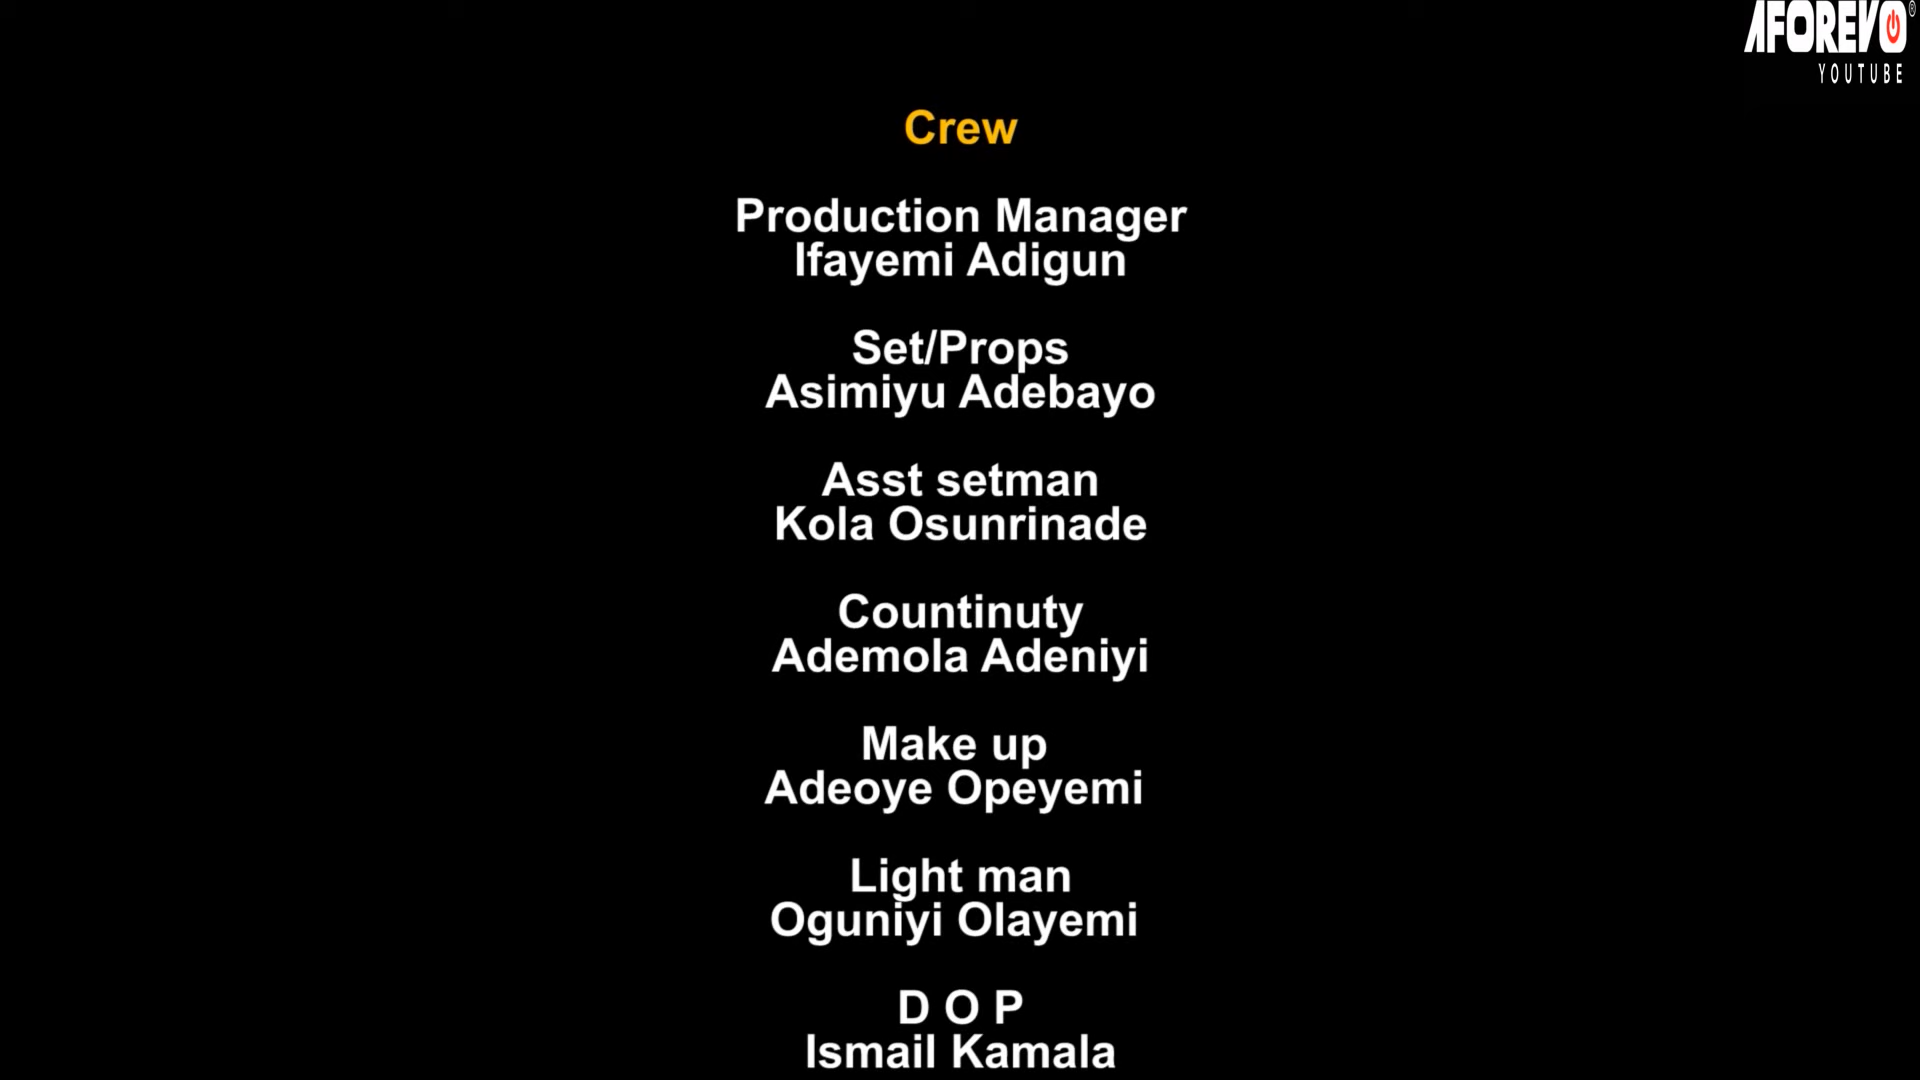 AFOREVO®
YOUTUBE
Crew
Production Manager
Ifayemi Adigun
Set/Props
Asimiyu Adebayo
Asst setman
Kola Osunrinade
Countinuty
Ademola Adeniyi
Make up
Adeoye Opeyemi
Light man
Oguniyi Olayemi
D O P
Ismail Kamala